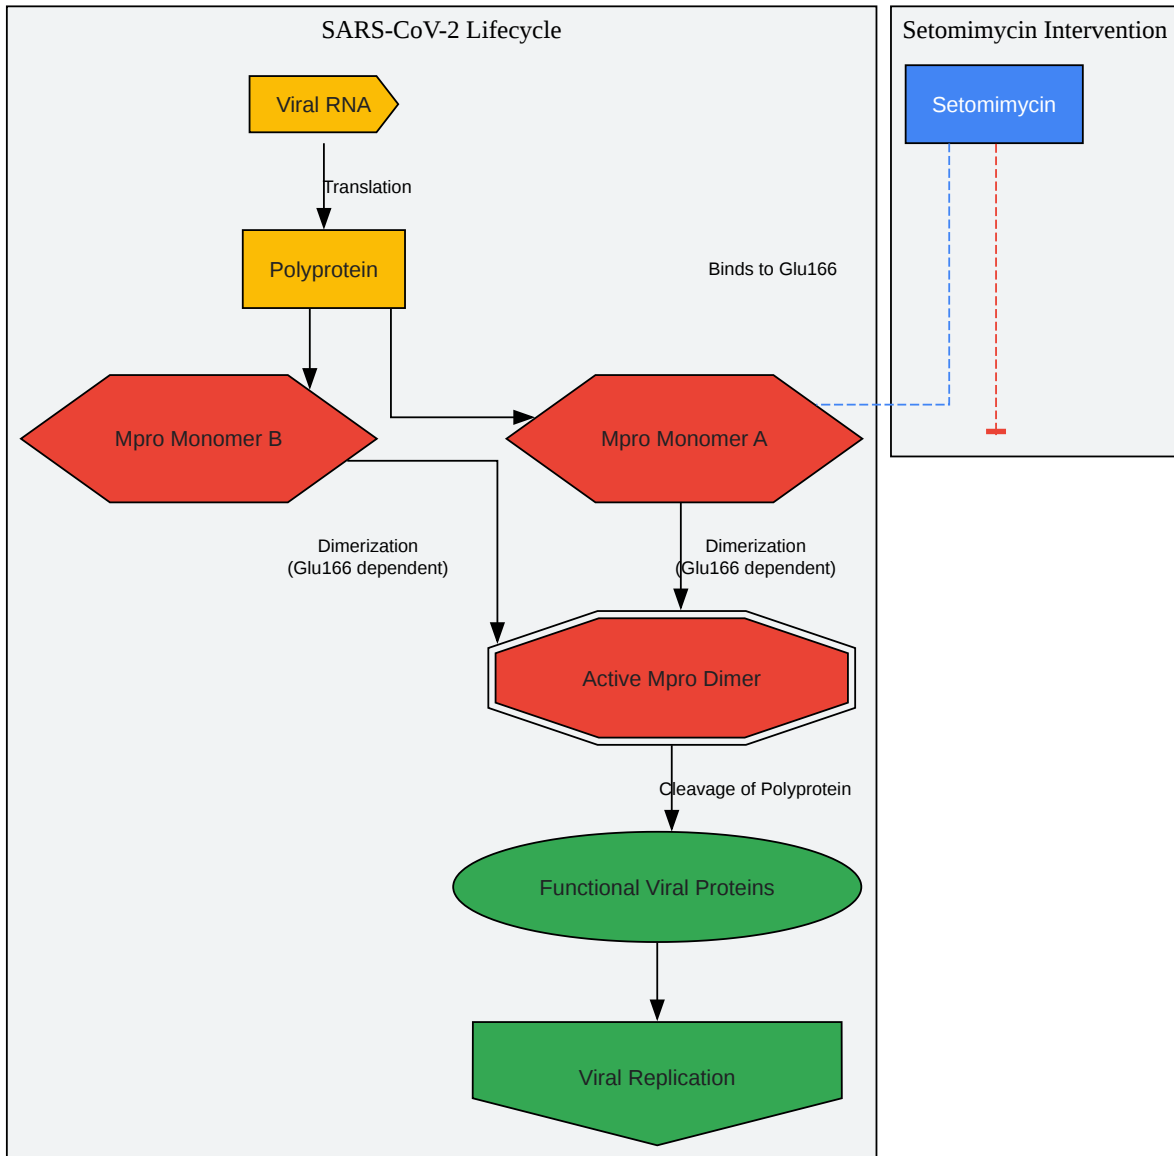 SARS-CoV-2 Lifecycle
Setomimycin Intervention
Viral RNA
Setomimycin
Translation
Polyprotein
Binds to Glu166
Mpro Monomer B
Mpro Monomer A
Dimerization
(Glu166 dependent)
Dimerization
(Glu166 dependent)
Active Mpro Dimer
Cleavage of Polyprotein
Functional Viral Proteins
Viral Replication